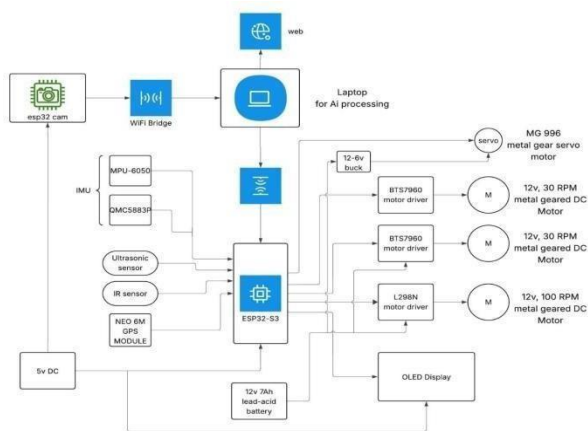 web
esp32 cam
WiFi Bridge
Laptop
for Ai processing
IMU
MPU-6050
QMC5883P
Ultrasonic
sensor
IR sensor
NEO 6M
GPS
MODULE
5v DC
ESP32-S3
12v 7Ah
lead-acid
battery
12-6v
buck
servo
MG 996
metal gear servo
motor
BTS7960
motor driver
M
12v, 30 RPM
metal geared DC
Motor
BTS7960
motor driver
M
12v, 30 RPM
metal geared DC
Motor
L298N
motor driver
M
12v, 100 RPM
metal geared DC
Motor
OLED Display